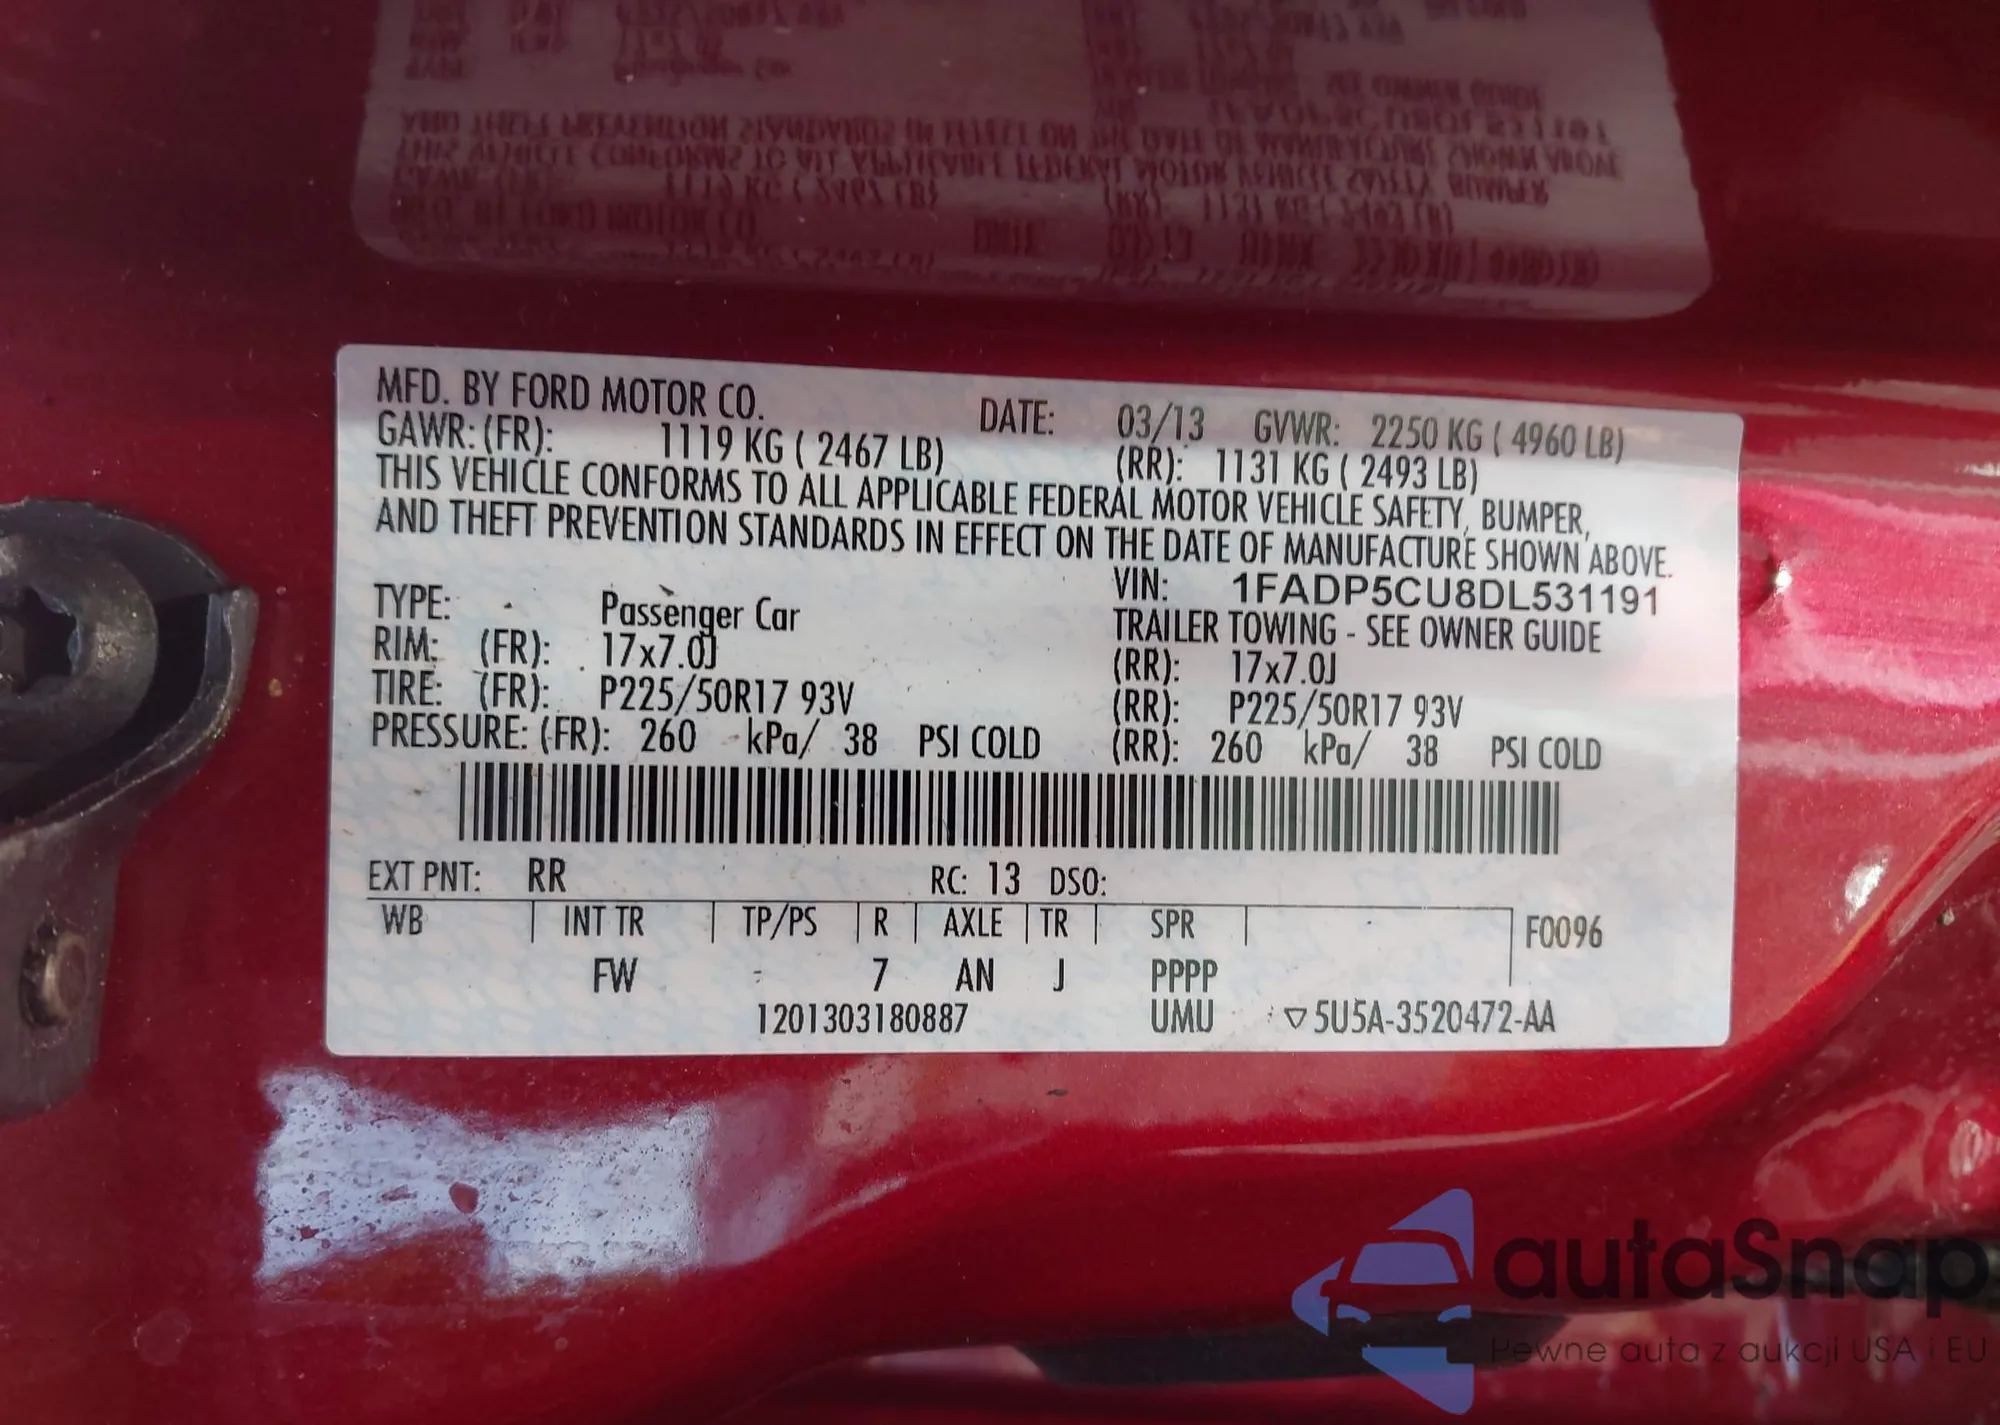 MFD. BY FORD MOTOR CO. DATE: 03/13 GVWR: 2250 KG ( 4960 LB)
GAWR: (FR): 1119 KG ( 2467 LB) (RR): 1131 KG ( 2493 LB)
THIS VEHICLE CONFORMS TO ALL APPLICABLE FEDERAL MOTOR VEHICLE SAFETY, BUMPER,
AND THEFT PREVENTION STANDARDS IN EFFECT ON THE DATE OF MANUFACTURE SHOWN ABOVE.
VIN: 1FADP5CU8DL531191
TYPE: Passenger Car TRAILER TOWING - SEE OWNER GUIDE
RIM: (FR): 17x7.0J (RR): 17x7.0J
TIRE: (FR): P225/50R17 93V (RR): P225/50R17 93V
PRESSURE: (FR): 260 kPa/ 38 PSI COLD (RR): 260 kPa/ 38 PSI COLD
EXT PNT: RR RC: 13 DSO:
WB INT TR TP/PS R AXLE TR SPR F0096
FW - 7 AN J PPPP
1201303180887 UMU ▽5U5A-3520472-AA
autaSnap
Pewne auta z aukcji USA i EU